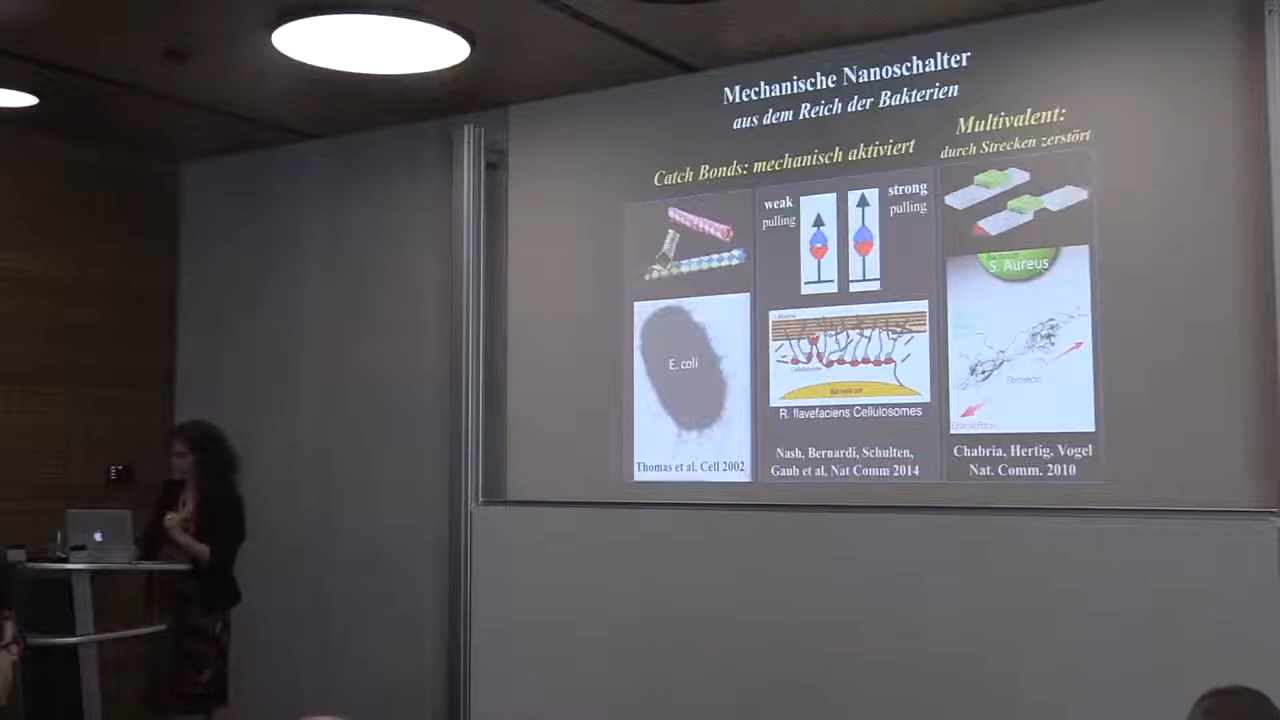 Mechanische Nanoschalter
aus dem Reich der Bakterien
Catch Bonds: mechanisch aktiviert
Multivalent:
durch Strecken zerstört
weak
pulling
strong
pulling
E. coli
Thomas et al. Cell 2002
R. flavefaciens Cellulosomes
Nash, Bernardi, Schulten,
Gaub et al, Nat Comm 2014
S. Aureus
Chabria, Hertig, Vogel
Nat. Comm. 2010